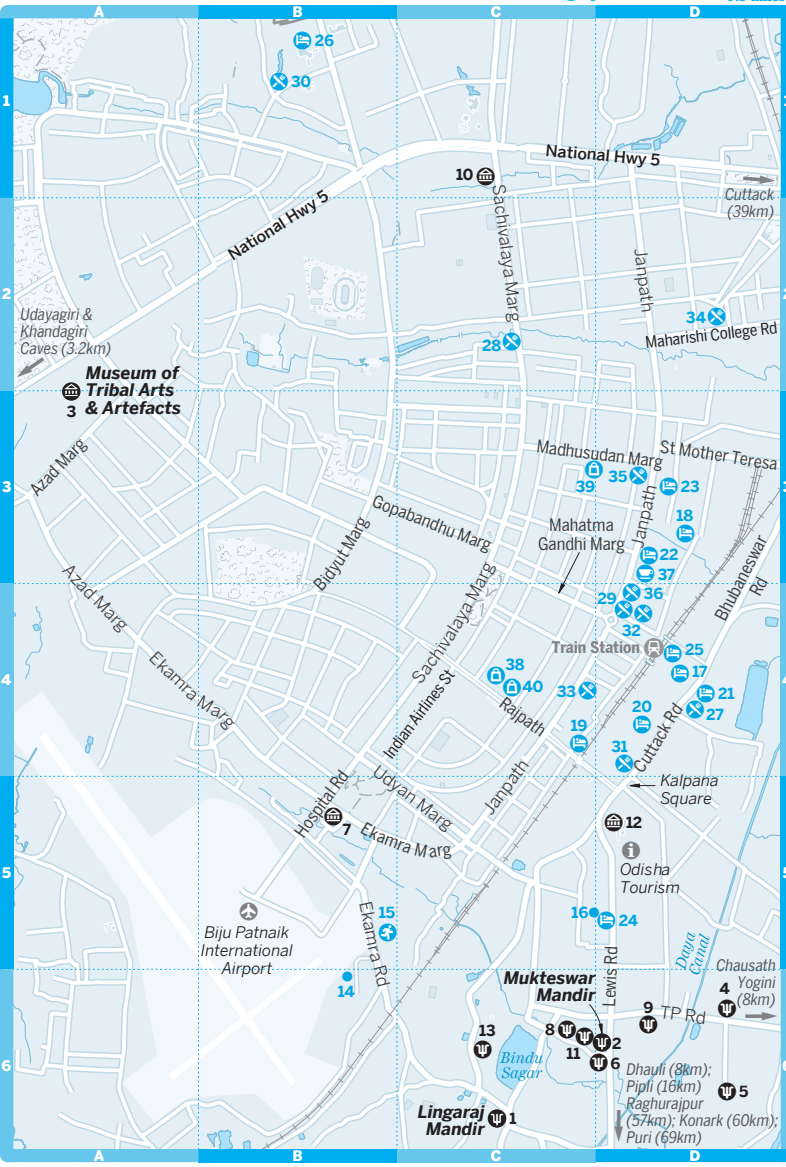 A
B
C
D
1
26
30
National Hwy 5
10
Cuttack
(39km)
Sachivalaya Marg
National Hwy 5
Janpath
2
2
34
Maharishi College Rd
Udayagiri &
Khandagiri
Caves (3.2km)
28
Museum of
Tribal Arts
& Artefacts
3
Azad Marg
Madhusudan Marg
St Mother Teresa
39
35
23
3
3
Gopabandhu Marg
Bidyut Marg
Mahatma
Gandhi Marg
Janpath
18
22
37
Bhubaneswar
Rd
Azad Marg
Sachivalaya Marg
29
36
32
Train Station
25
17
Ekamra Marg
38
40
33
4
4
21
27
Indian Airlines St
Rajpath
20
19
31
Cuttack Rd
Kalpana
Square
Udyan Marg
Janpath
Hospital Rd
7
Ekamra Marg
12
Odisha
Tourism
5
5
15
16
24
Biju Patnaik
International
Airport
Ekamra Rd
Daya
Canal
14
Mukteswar
Mandir
Lewis Rd
Chausath
Yogini
(8km)
4
9
TP Rd
13
8
11
2
6
Bindu
Sagar
6
6
5
Dhauli (8km);
Pipli (16km)
Raghurajpur
(57km); Konark (60km);
Puri (69km)
Lingaraj
Mandir
1
A
B
C
D